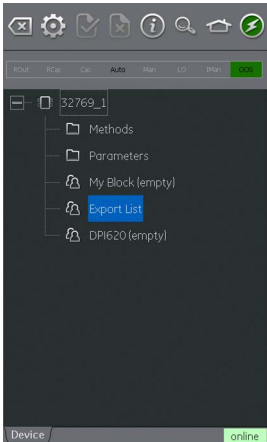 ROut RCas Cas Auto Man LO IMan OOS
32769_1
Methods
Parameters
My Block (empty)
Export List
DPI620 (empty)
Device online